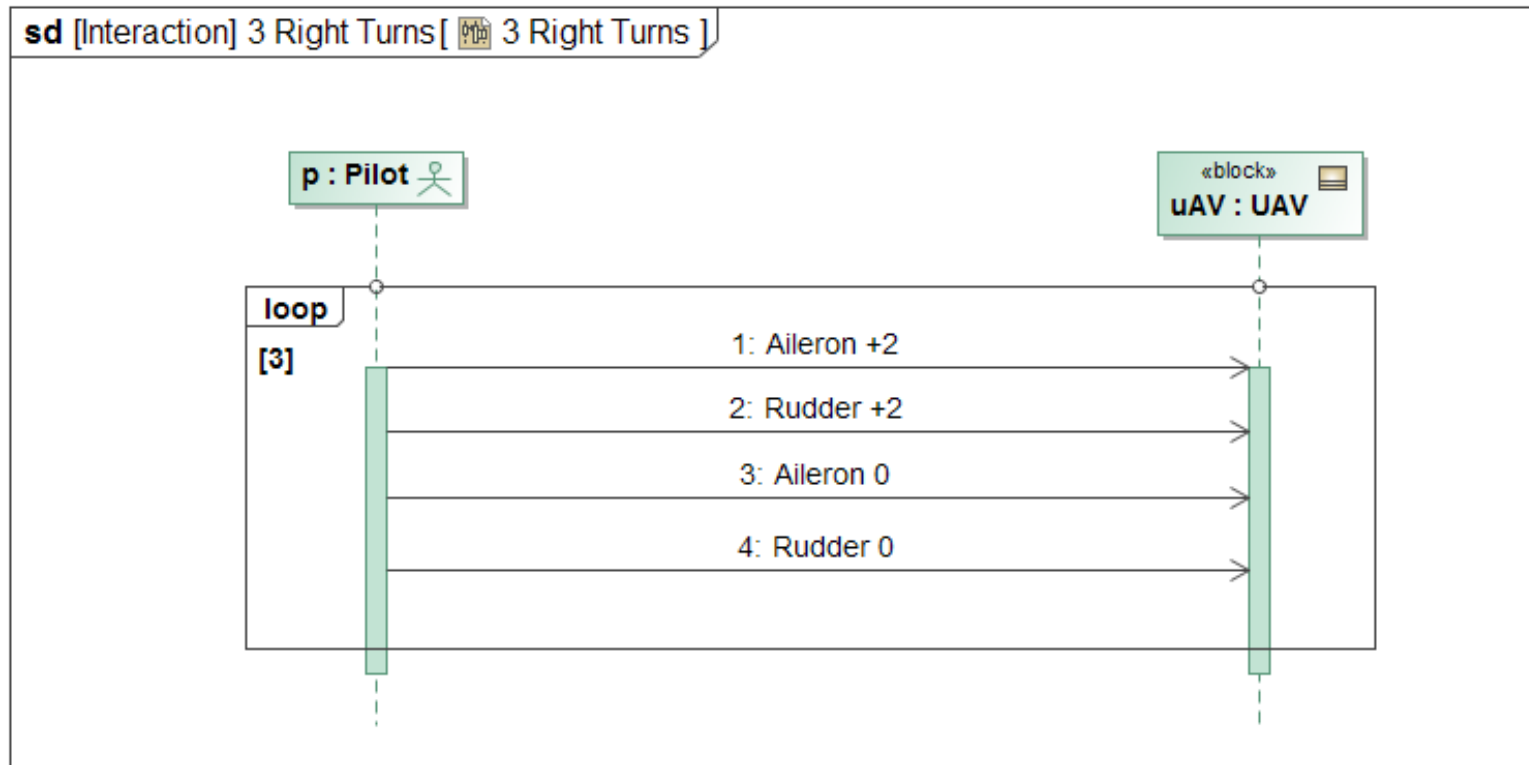 sd [Interaction] 3 Right Turns[ 3 Right Turns ]
p : Pilot
«block»
uAV : UAV
loop
[3]
1: Aileron +2
2: Rudder +2
3: Aileron 0
4: Rudder 0